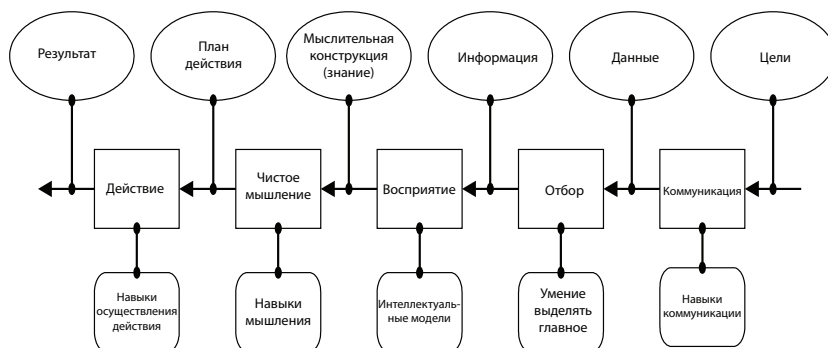 Результат
План
действия
Мыслительная
конструкция
(знание)
Информация
Данные
Цели
Действие
Чистое
мышление
Восприятие
Отбор
Коммуникация
Навыки
осуществления
действия
Навыки
мышления
Интеллектуаль-
ные модели
Умение
выделять
главное
Навыки
коммуникации